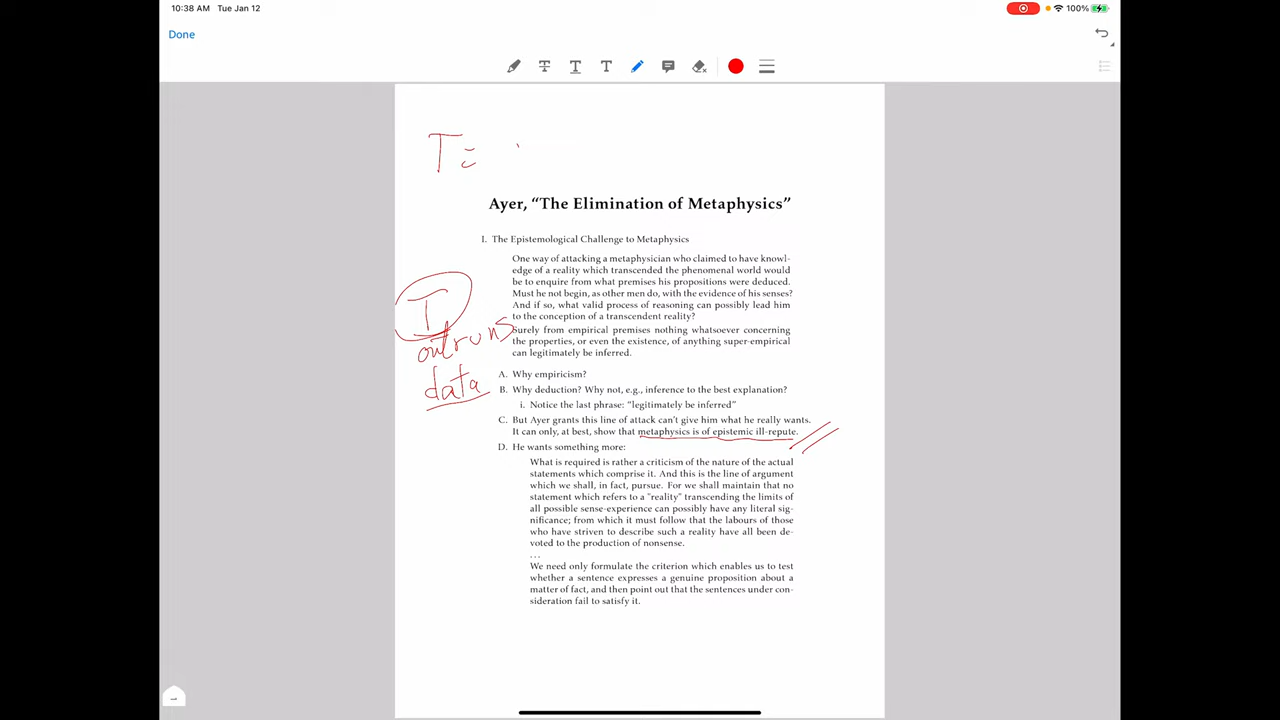 10:38 AM Tue Jan 12
100%
Done
T =
Ayer, “The Elimination of Metaphysics”
I. The Epistemological Challenge to Metaphysics
One way of attacking a metaphysician who claimed to have knowl-
edge of a reality which transcended the phenomenal world would
be to enquire from what premises his propositions were deduced.
Must he not begin, as other men do, with the evidence of his senses?
And if so, what valid process of reasoning can possibly lead him
to the conception of a transcendent reality?
Surely from empirical premises nothing whatsoever concerning
the properties, or even the existence, of anything super-empirical
can legitimately be inferred.
T
outruns
data
A. Why empiricism?
B. Why deduction? Why not, e.g., inference to the best explanation?
i. Notice the last phrase: “legitimately be inferred”
C. But Ayer grants this line of attack can’t give him what he really wants.
It can only, at best, show that metaphysics is of epistemic ill-repute.
D. He wants something more:
What is required is rather a criticism of the nature of the actual
statements which comprise it. And this is the line of argument
which we shall, in fact, pursue. For we shall maintain that no
statement which refers to a "reality" transcending the limits of
all possible sense-experience can possibly have any literal sig-
nificance; from which it must follow that the labours of those
who have striven to describe such a reality have all been de-
voted to the production of nonsense.
...
We need only formulate the criterion which enables us to test
whether a sentence expresses a genuine proposition about a
matter of fact, and then point out that the sentences under con-
sideration fail to satisfy it.